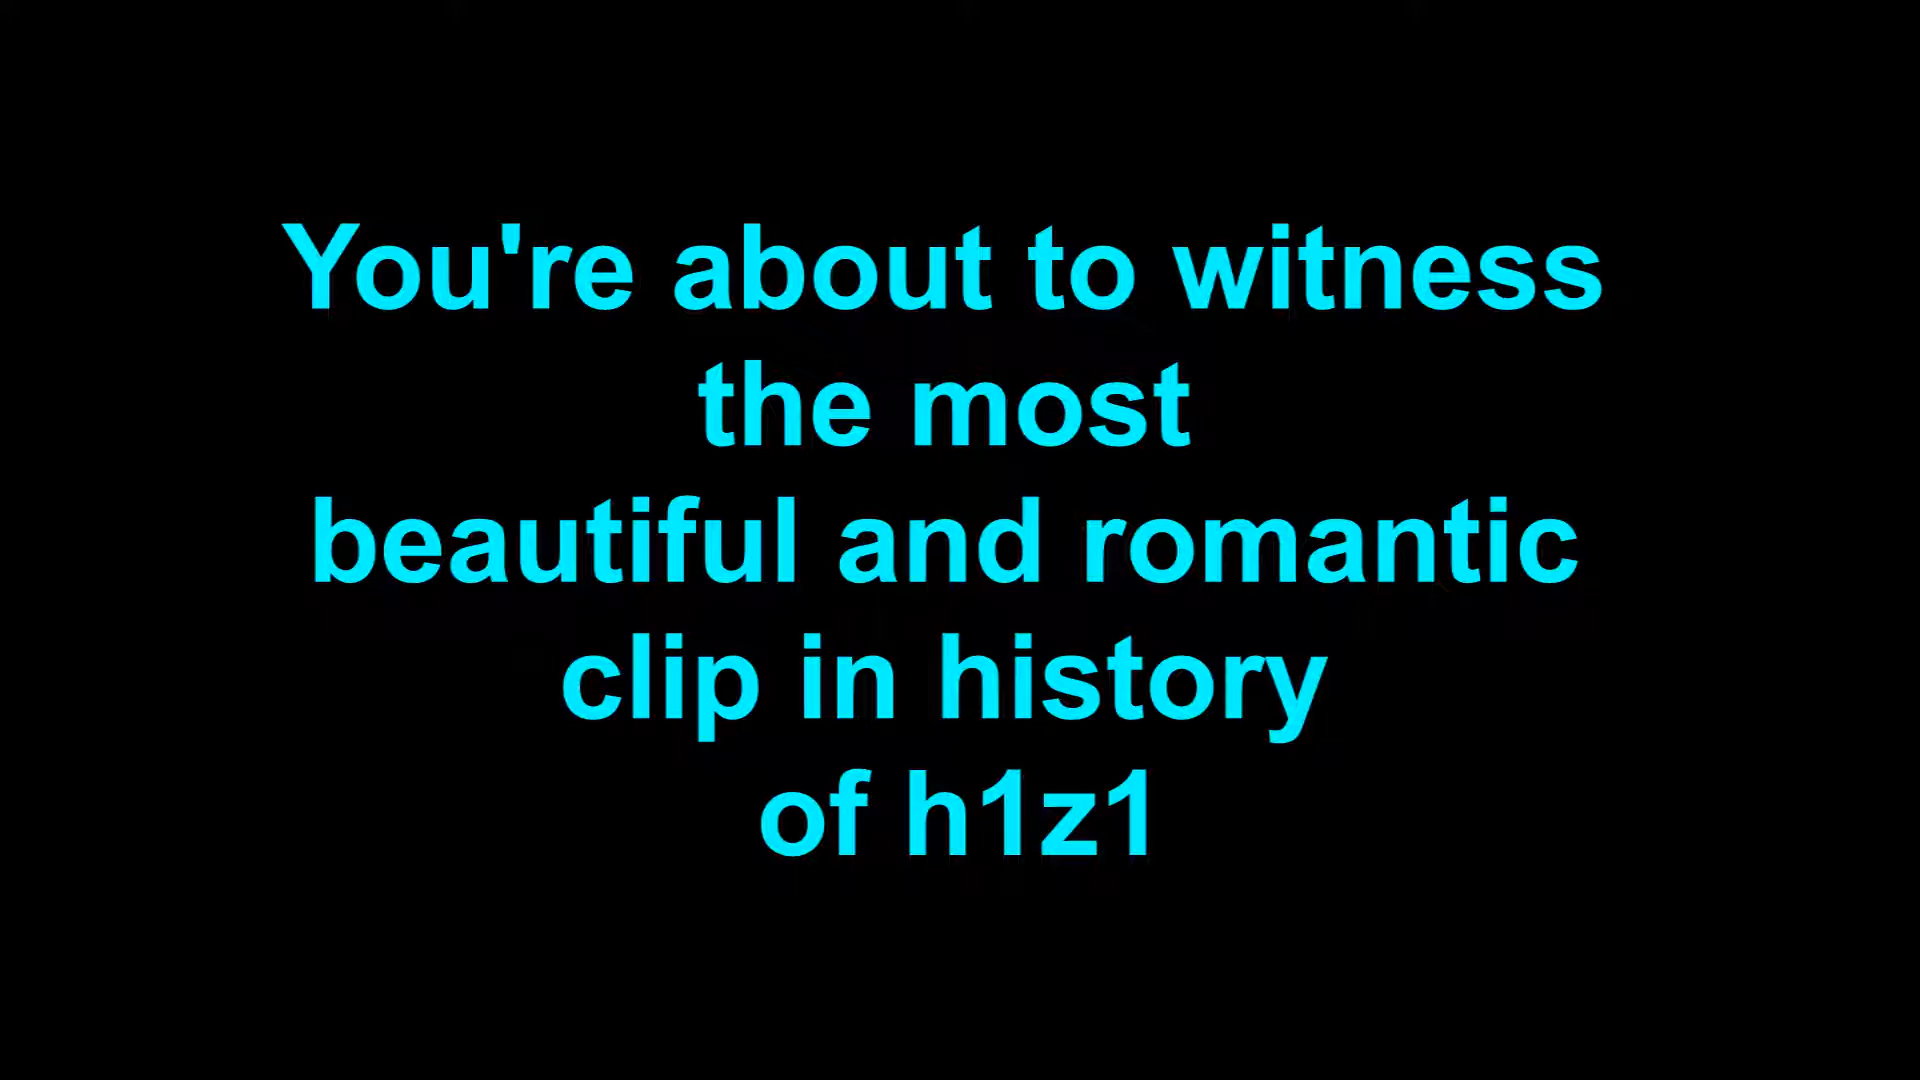 You're about to witness
the most
beautiful and romantic
clip in history
of h1z1